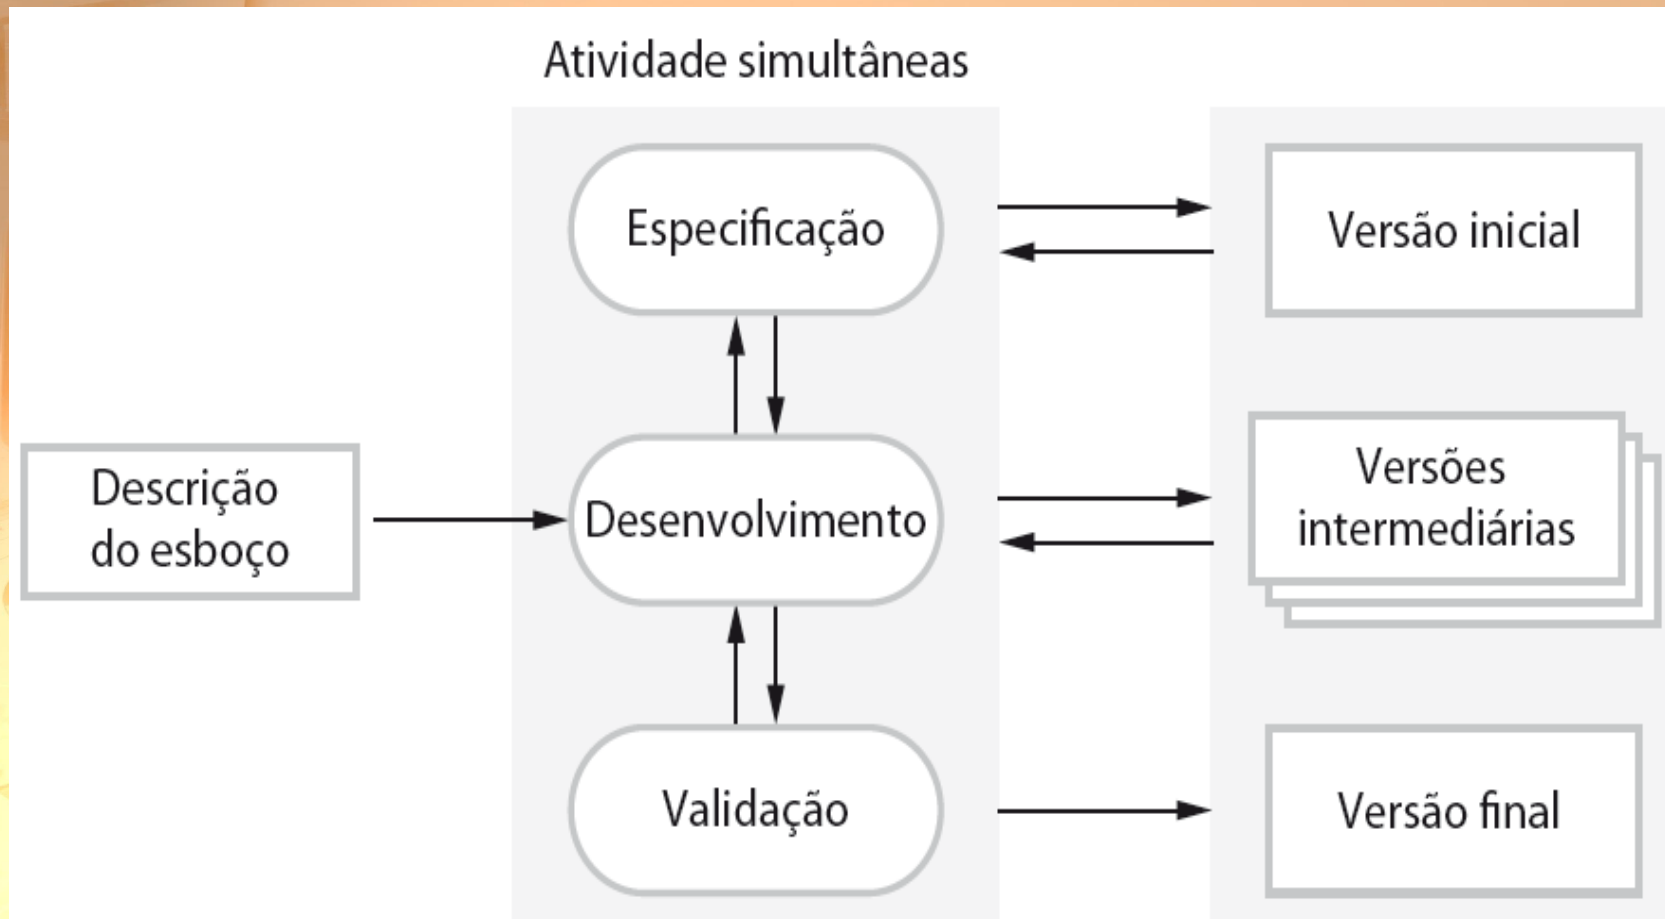 Atividade simultâneas
Especificação
Versão inicial
Descrição
do esboço
Desenvolvimento
Versões
intermediárias
Validação
Versão final